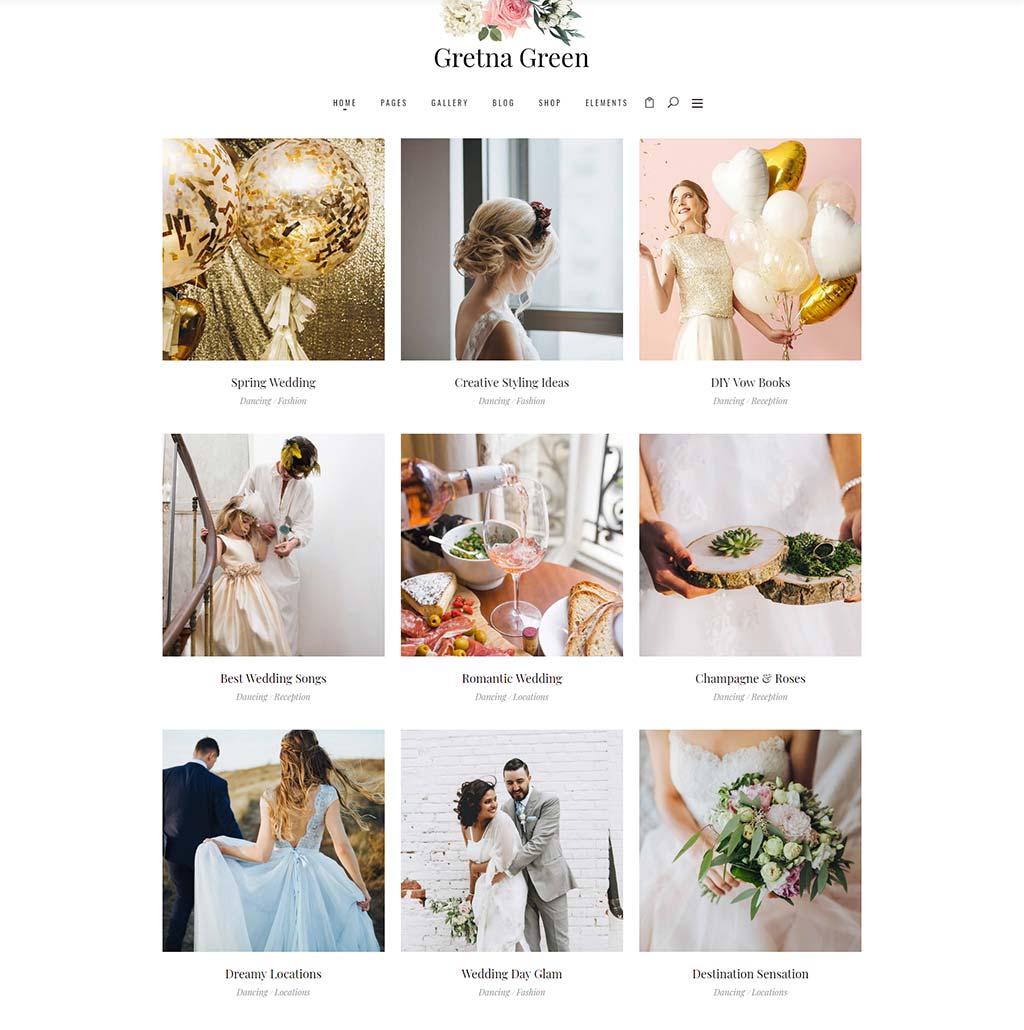 Gretna Green
HOME PAGES GALLERY BLOG SHOP ELEMENTS
Spring Wedding
Dancing / Fashion
Creative Styling Ideas
Dancing / Fashion
DIY Vow Books
Dancing / Reception
Best Wedding Songs
Dancing / Reception
Romantic Wedding
Dancing / Locations
Champagne & Roses
Dancing / Reception
Dreamy Locations
Dancing / Locations
Wedding Day Glam
Dancing / Fashion
Destination Sensation
Dancing / Locations